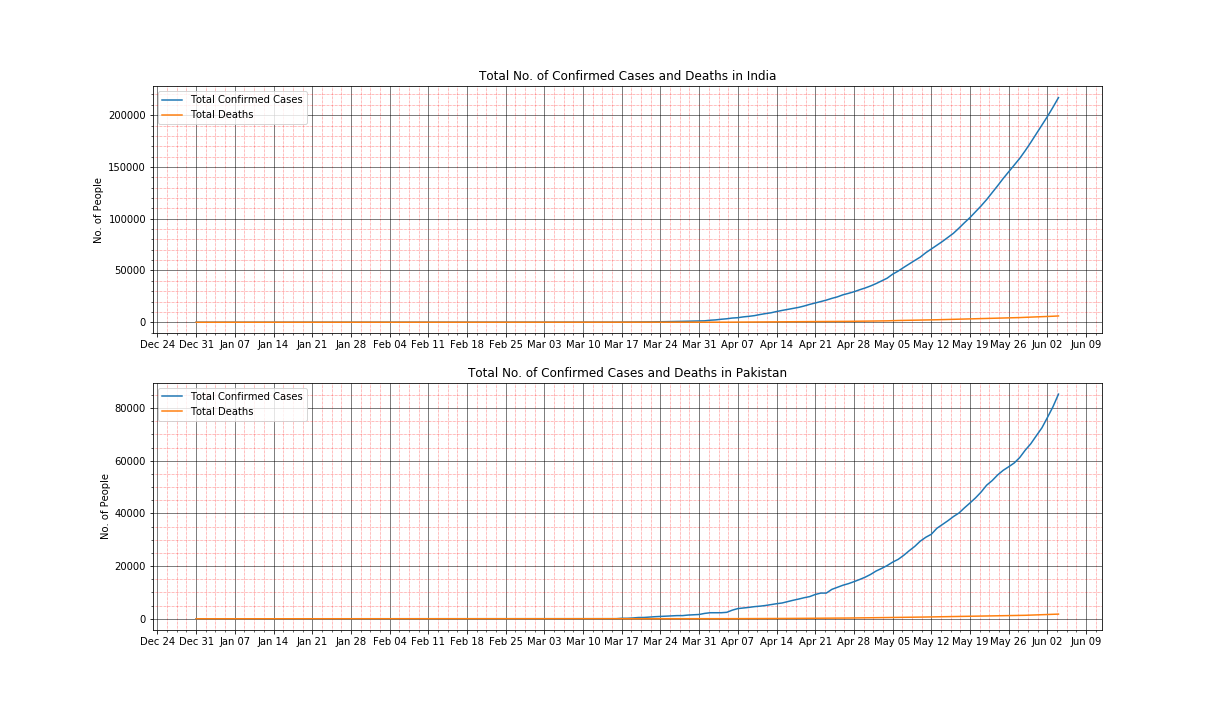 Total No. of Confirmed Cases and Deaths in India
Total Confirmed Cases
Total Deaths
No. of People
200000
150000
100000
50000
0
Dec 24 Dec 31 Jan 07 Jan 14 Jan 21 Jan 28 Feb 04 Feb 11 Feb 18 Feb 25 Mar 03 Mar 10 Mar 17 Mar 24 Mar 31 Apr 07 Apr 14 Apr 21 Apr 28 May 05 May 12 May 19 May 26 Jun 02 Jun 09
Total No. of Confirmed Cases and Deaths in Pakistan
Total Confirmed Cases
Total Deaths
No. of People
80000
60000
40000
20000
0
Dec 24 Dec 31 Jan 07 Jan 14 Jan 21 Jan 28 Feb 04 Feb 11 Feb 18 Feb 25 Mar 03 Mar 10 Mar 17 Mar 24 Mar 31 Apr 07 Apr 14 Apr 21 Apr 28 May 05 May 12 May 19 May 26 Jun 02 Jun 09